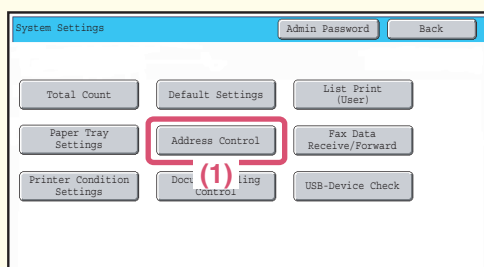 System Settings
Admin Password
Back
Total Count
Default Settings
List Print
(User)
Paper Tray
Settings
Address Control
Fax Data
Receive/Forward
Printer Condition
Settings
(1)
Control
USB-Device Check